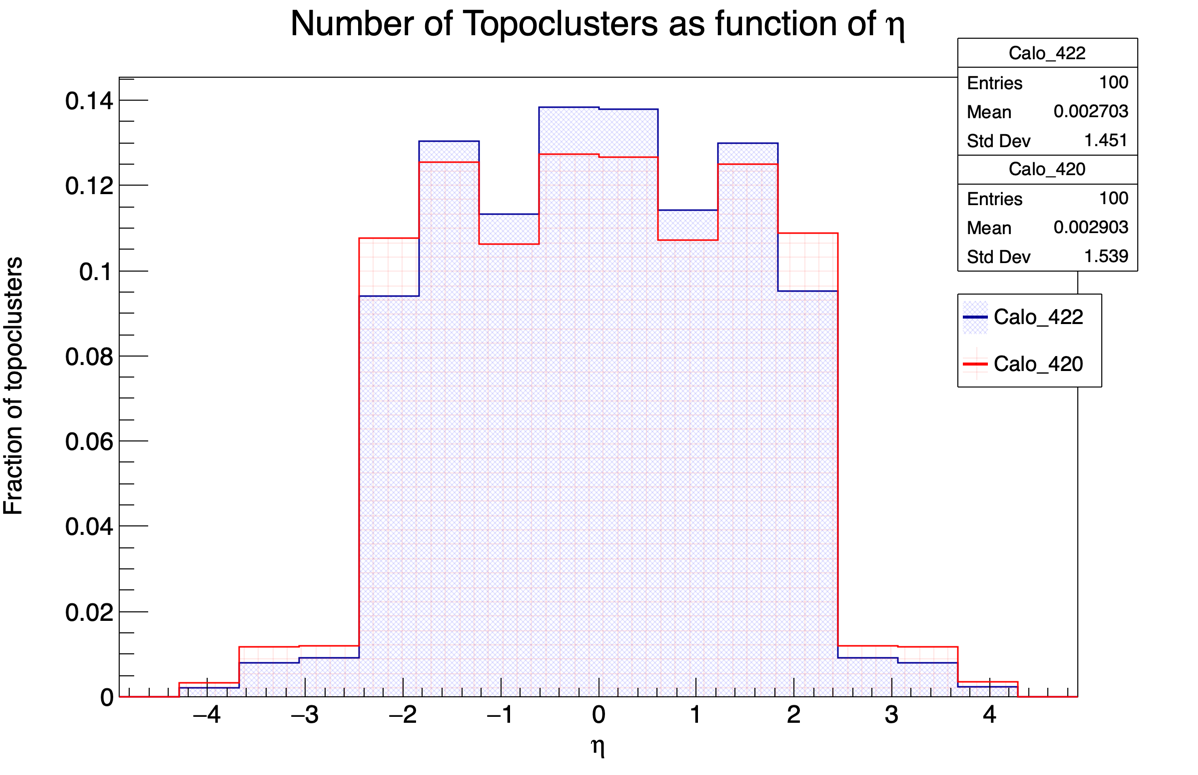 Number of Topoclusters as function of η
Calo_422
Entries 100
Mean 0.002703
Std Dev 1.451
Calo_420
Entries 100
Mean 0.002903
Std Dev 1.539
Calo_422
Calo_420
Fraction of topoclusters
0.14
0.12
0.1
0.08
0.06
0.04
0.02
0
−4 −3 −2 −1 0 1 2 3 4
η